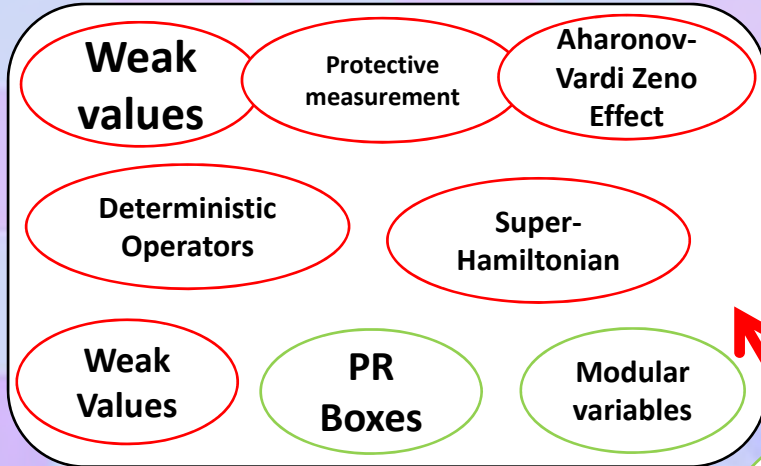 Weak
values
Protective
measurement
Aharonov-
Vardi Zeno
Effect
Deterministic
Operators
Super-
Hamiltonian
Weak
Values
PR
Boxes
Modular
variables